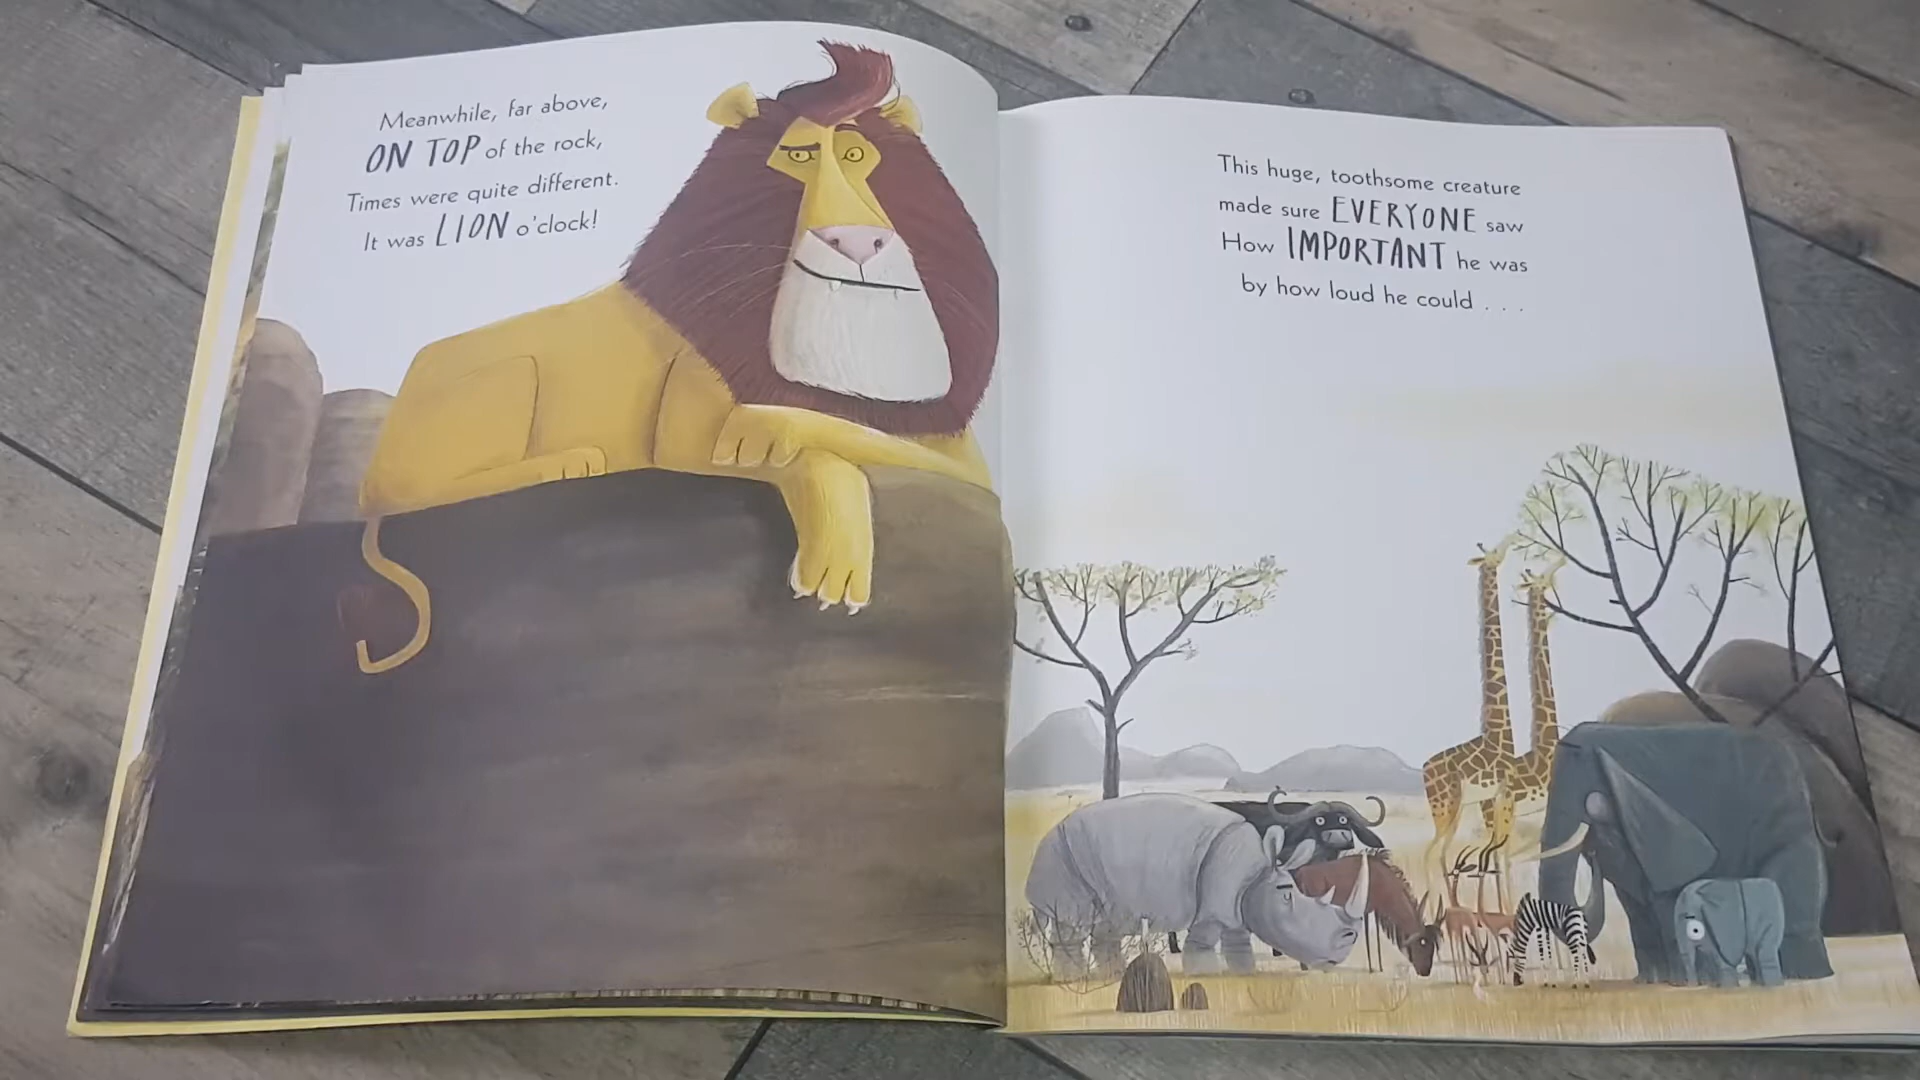 Meanwhile, far above,
ON TOP of the rock,
Times were quite different.
It was LION o'clock!
This huge, toothsome creature
made sure EVERYONE saw
How IMPORTANT he was
by how loud he could . . .